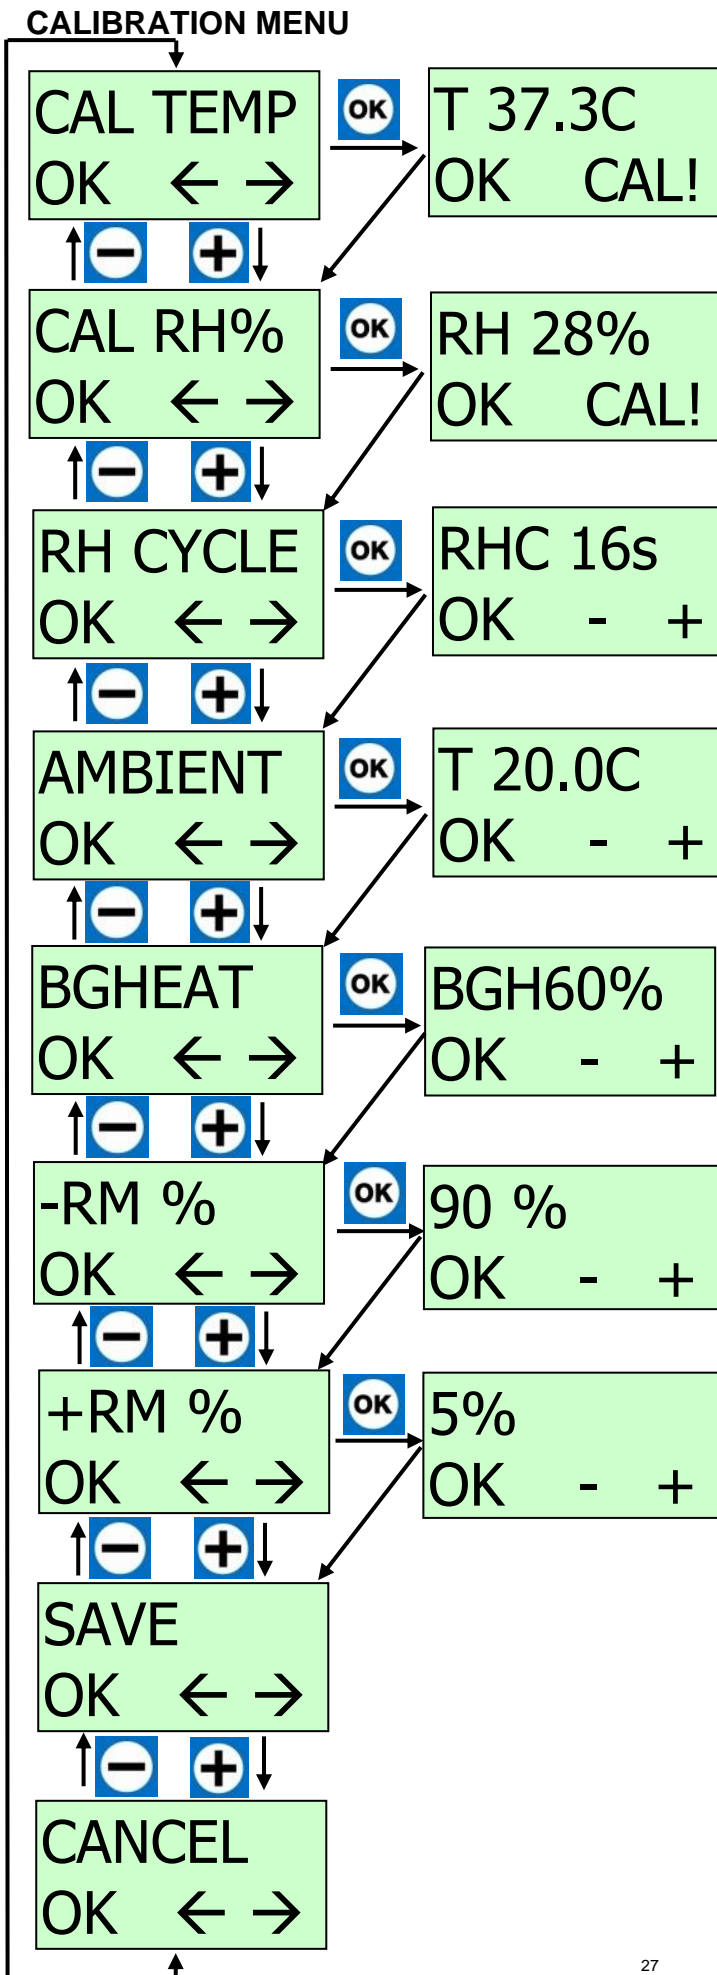 CALIBRATION MENU
CAL TEMP
OK ← →
OK
T 37.3C
OK CAL!
CAL RH%
OK ← →
OK
RH 28%
OK CAL!
RH CYCLE
OK ← →
OK
RHC 16s
OK - +
AMBIENT
OK ← →
OK
T 20.0C
OK - +
BGHEAT
OK ← →
OK
BGH60%
OK - +
-RM %
OK ← →
OK
90 %
OK - +
+RM %
OK ← →
OK
5%
OK - +
SAVE
OK ← →
CANCEL
OK ← →
27